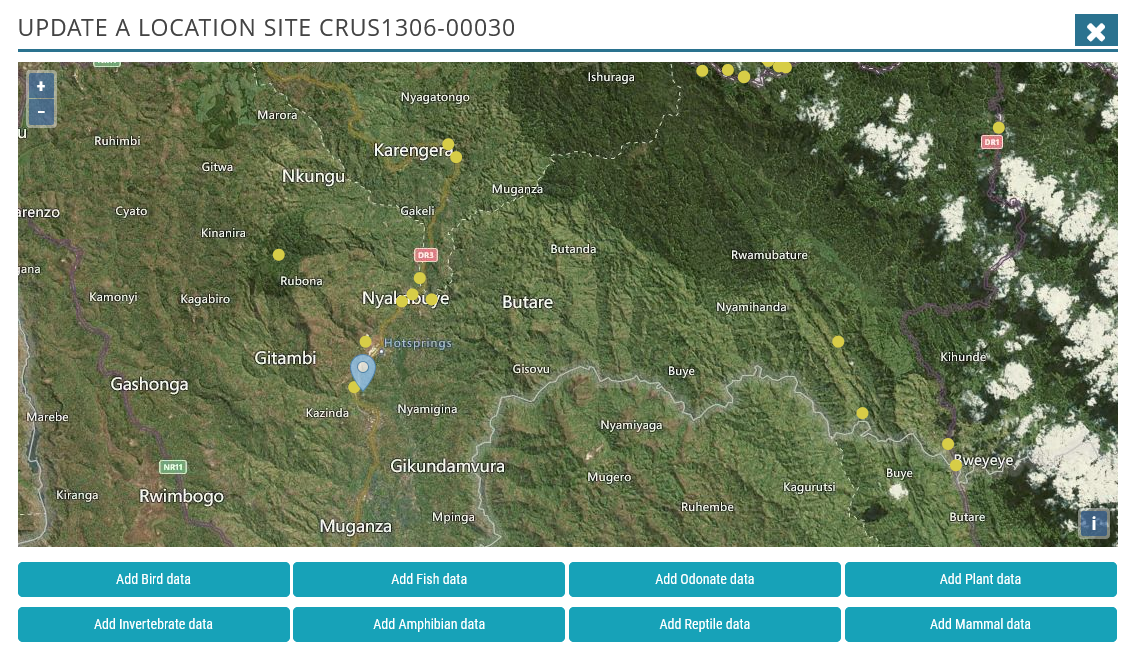 UPDATE A LOCATION SITE CRUS1306-00030
+
−
Ishuraga
Nyagatongo
Marora
Ruhimbi
DR1
Karengera
Gitwa
Nkungu
Muganza
Cyato
Gakeli
arenzo
Kinanira
Butanda
DR3
Rwamubature
Rubona
Kamonyi
Kagabiro
Butare
Nyamihanda
Hotsprings
Gitambi
Kihunde
Gisovu
Buye
Gashonga
Kazinda
Nyamigina
Marebe
Nyamiyaga
Bweyeye
NR11
Gikundamvura
Buye
Mugero
Kagurutsi
Kiranga
Rwimbogo
Ruhembe
Mpinga
Butare
Muganza
i
Add Bird data
Add Fish data
Add Odonate data
Add Plant data
Add Invertebrate data
Add Amphibian data
Add Reptile data
Add Mammal data